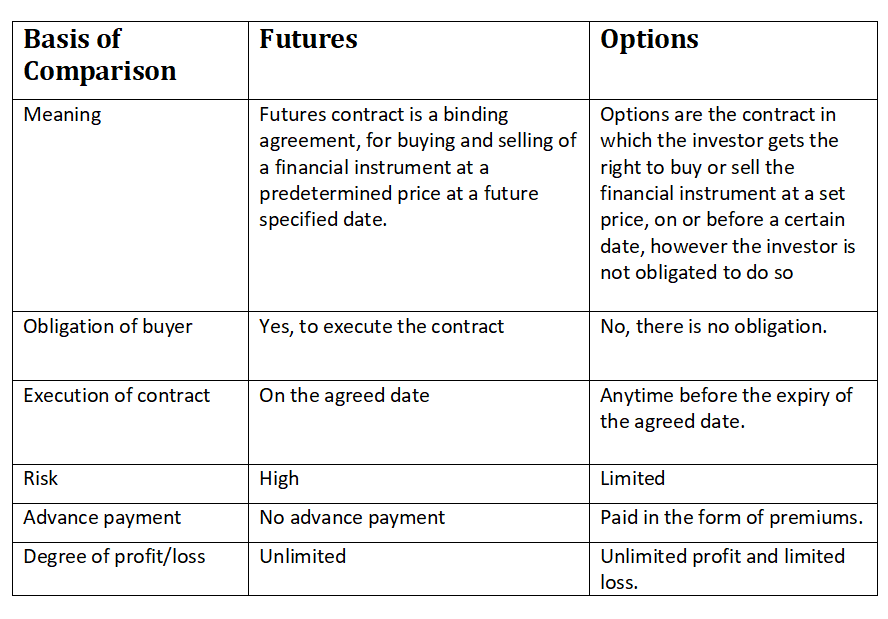 Basis of Comparison
Futures
Options
Meaning
Futures contract is a binding
agreement, for buying and selling of
a financial instrument at a
predetermined price at a future
specified date.
Options are the contract in
which the investor gets the
right to buy or sell the
financial instrument at a set
price, on or before a certain
date, however the investor is
not obligated to do so
Obligation of buyer
Yes, to execute the contract
No, there is no obligation.
Execution of contract
On the agreed date
Anytime before the expiry of
the agreed date.
Risk
High
Limited
Advance payment
No advance payment
Paid in the form of premiums.
Degree of profit/loss
Unlimited
Unlimited profit and limited
loss.